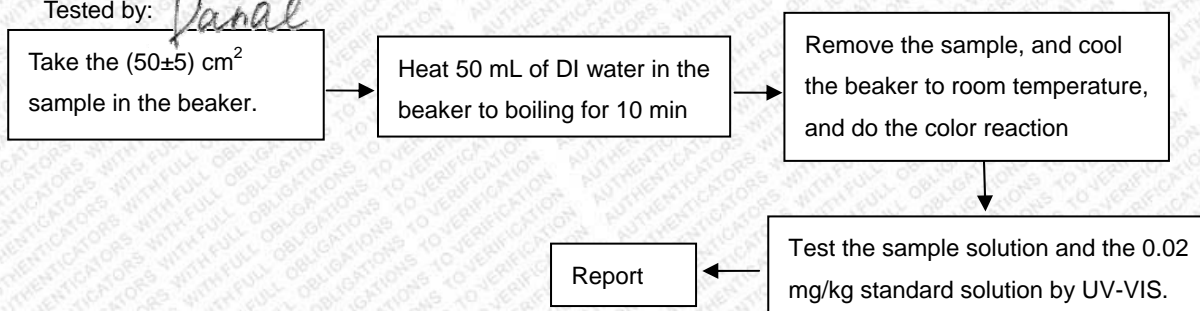 Tested by:
Take the (50±5) cm²
sample in the beaker.
Heat 50 mL of DI water in the
beaker to boiling for 10 min
Remove the sample, and cool
the beaker to room temperature,
and do the color reaction
Test the sample solution and the 0.02
mg/kg standard solution by UV-VIS.
Report